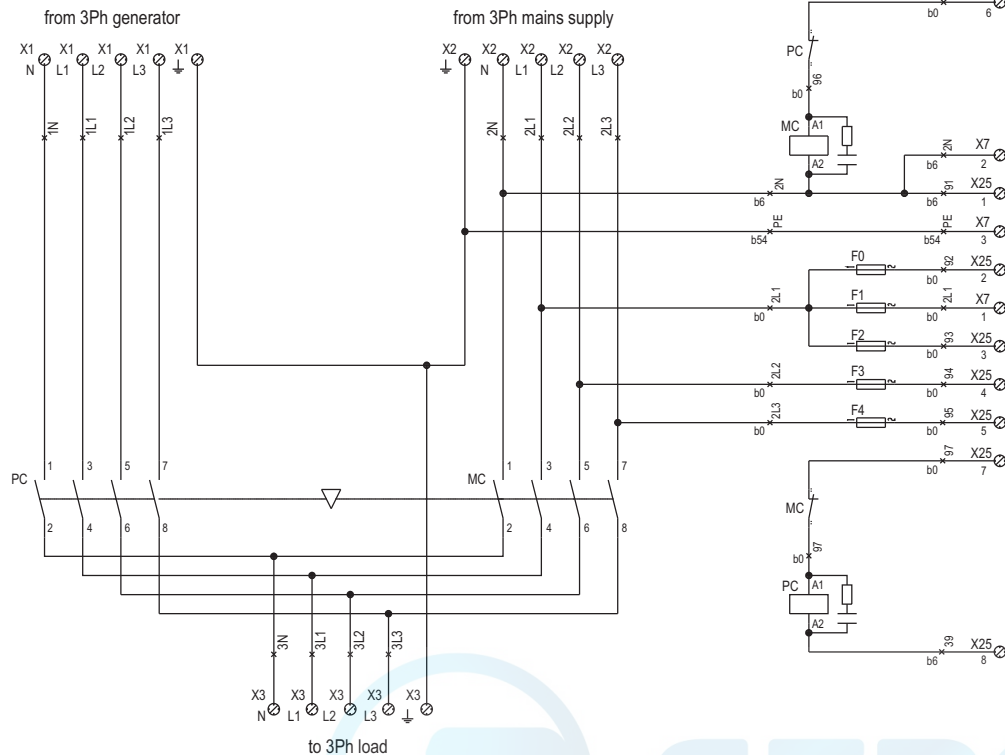 from 3Ph generator
from 3Ph mains supply
X1 X1 X1 X1 X1
N L1 L2 L3
X2 X2 X2 X2 X2
N L1 L2 L3
1N 1L1 1L2 1L3
2N 2L1 2L2 2L3
b0 6
PC
b0 96
MC A1
A2
b6 2N X7 2
b6 2N b6 91 X25 1
b54 PE b54 PE X7 3
F0 b0 92 X25 2
b0 2L1 F1 b0 2L1 X7 1
F2 b0 93 X25 3
b0 2L2 F3 b0 94 X25 4
b0 2L3 F4 b0 95 X25 5
b0 97 X25 7
PC 1 3 5 7
2 4 6 8
MC 1 3 5 7
2 4 6 8
MC
b0 97
PC A1
A2
b6 39 X25 8
3N 3L1 3L2 3L3
X3 X3 X3 X3 X3
N L1 L2 L3
to 3Ph load